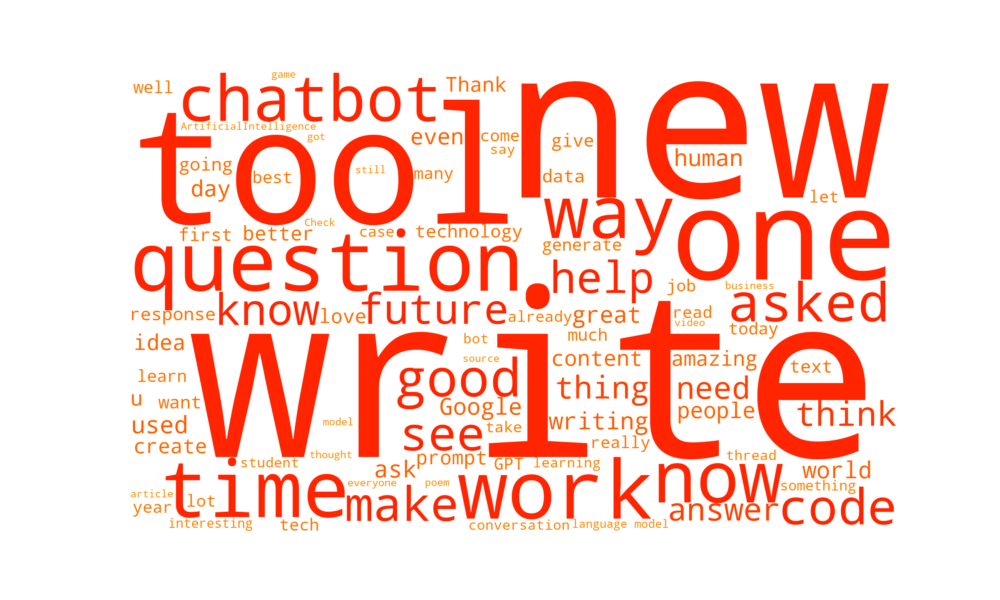 game
well
chatbot
Thank
new
tool
ArtificialIntelligence
got
even
come
say
give
human
going
day
best
still
many
data
let
way
one
Check
first
better
case
technology
generate
question
help
job
business
asked
response
know
love
future
already
great
read
video
today
idea
write
bot
much
source
content
amazing
text
learn
good
thing
need
u
want
Google
people
think
used
model
see
take
writing
create
really
student
thought
ask
prompt
GPT
learning
thread
world
time
everyone
poem
make
work
now
something
article
year
lot
answer
code
interesting
tech
conversation
language model